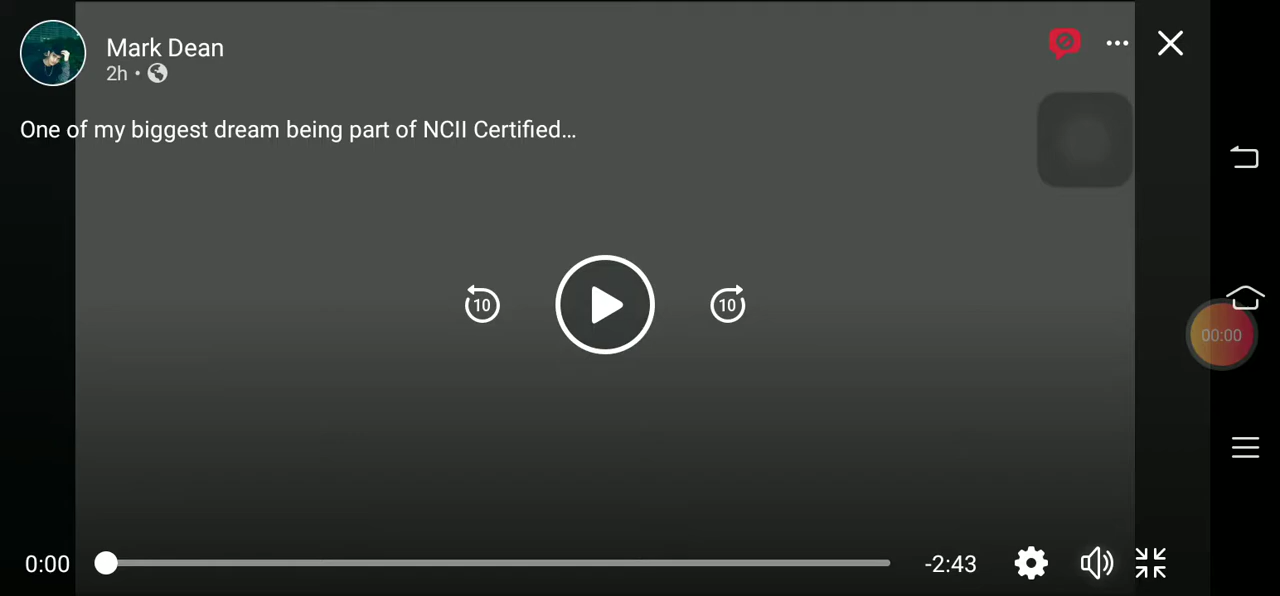 Mark Dean
2h •
One of my biggest dream being part of NCII Certified...
10
10
00:00
0:00
-2:43